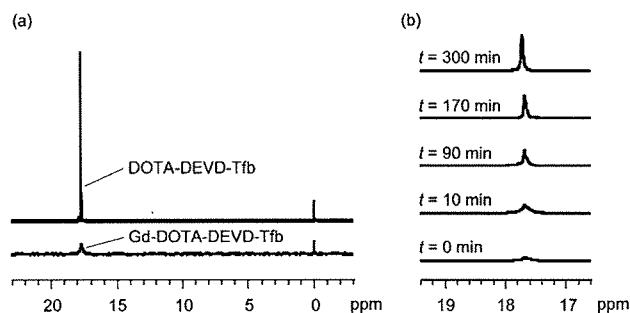 (a)
DOTA-DEVD-Tfb
Gd-DOTA-DEVD-Tfb
20 15 10 5 0 ppm
(b)
t = 300 min
t = 170 min
t = 90 min
t = 10 min
t = 0 min
19 18 17 ppm